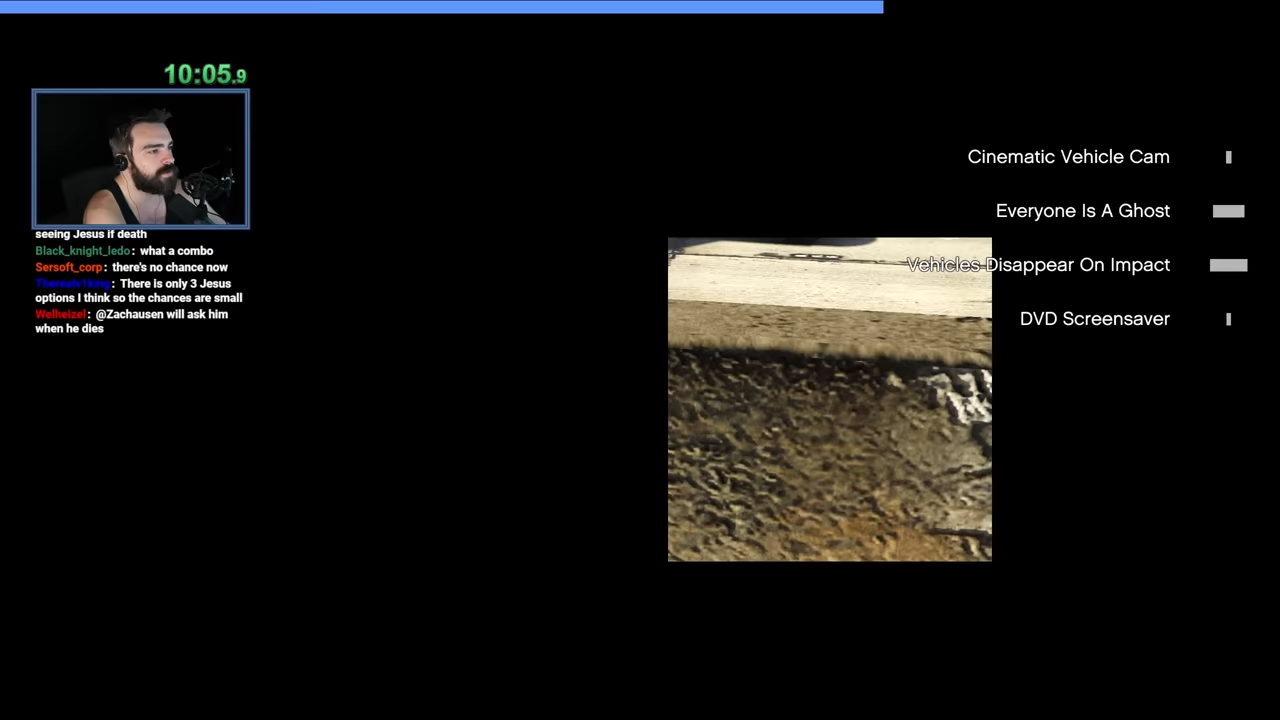 10:05.9
seeing Jesus if death
Black_knight_ledo: what a combo
Sersoft_corp: there's no chance now
: There is only 3 Jesus
options I think so the chances are small
Welheizel: @Zachausen will ask him
when he dies
Cinematic Vehicle Cam
Everyone Is A Ghost
Vehicles Disappear On Impact
DVD Screensaver